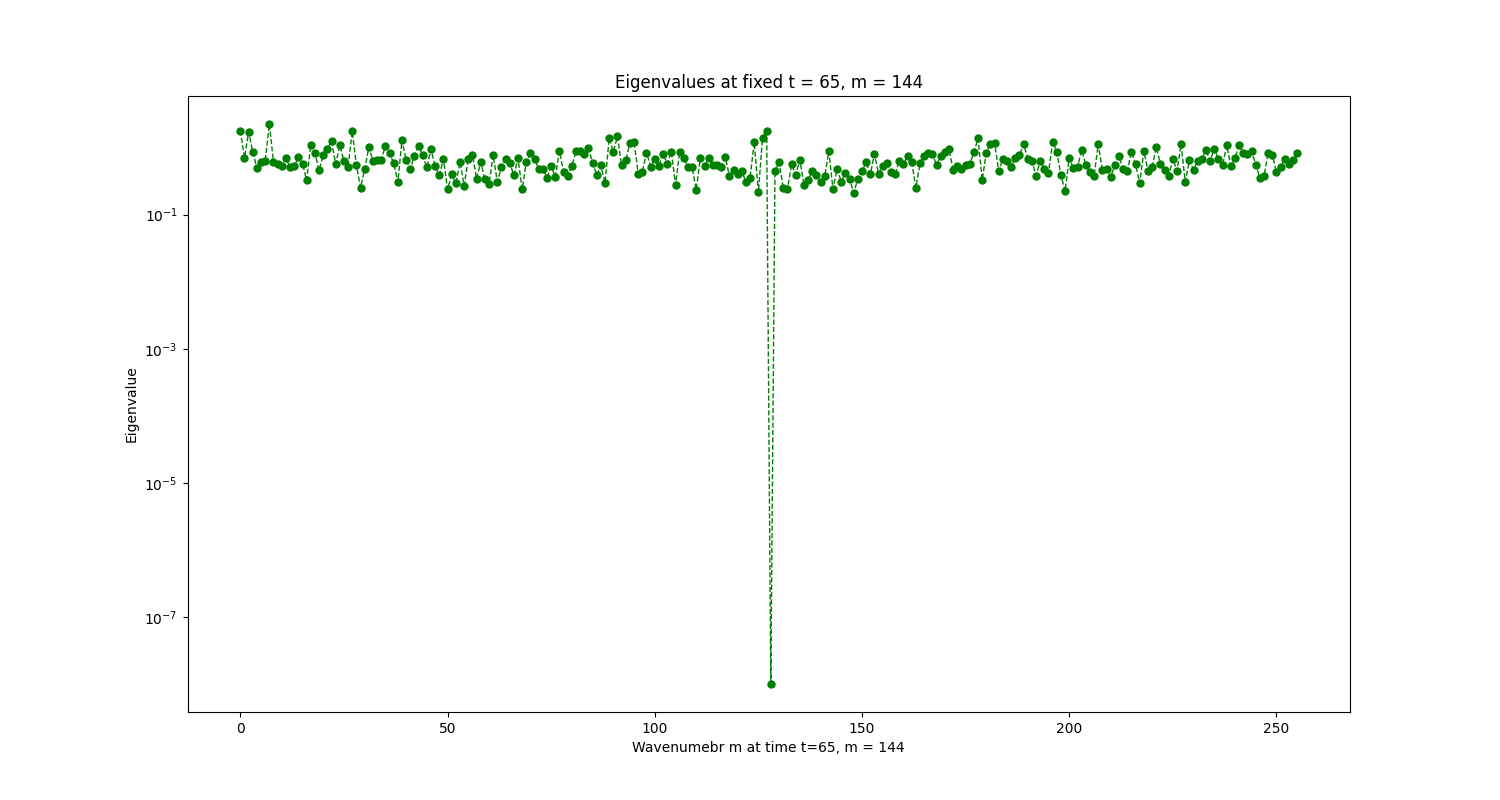 Eigenvalues at fixed t = 65, m = 144
10⁻¹
10⁻³
10⁻⁵
10⁻⁷
Eigenvalue
0 50 100 150 200 250
Wavenumebr m at time t=65, m = 144